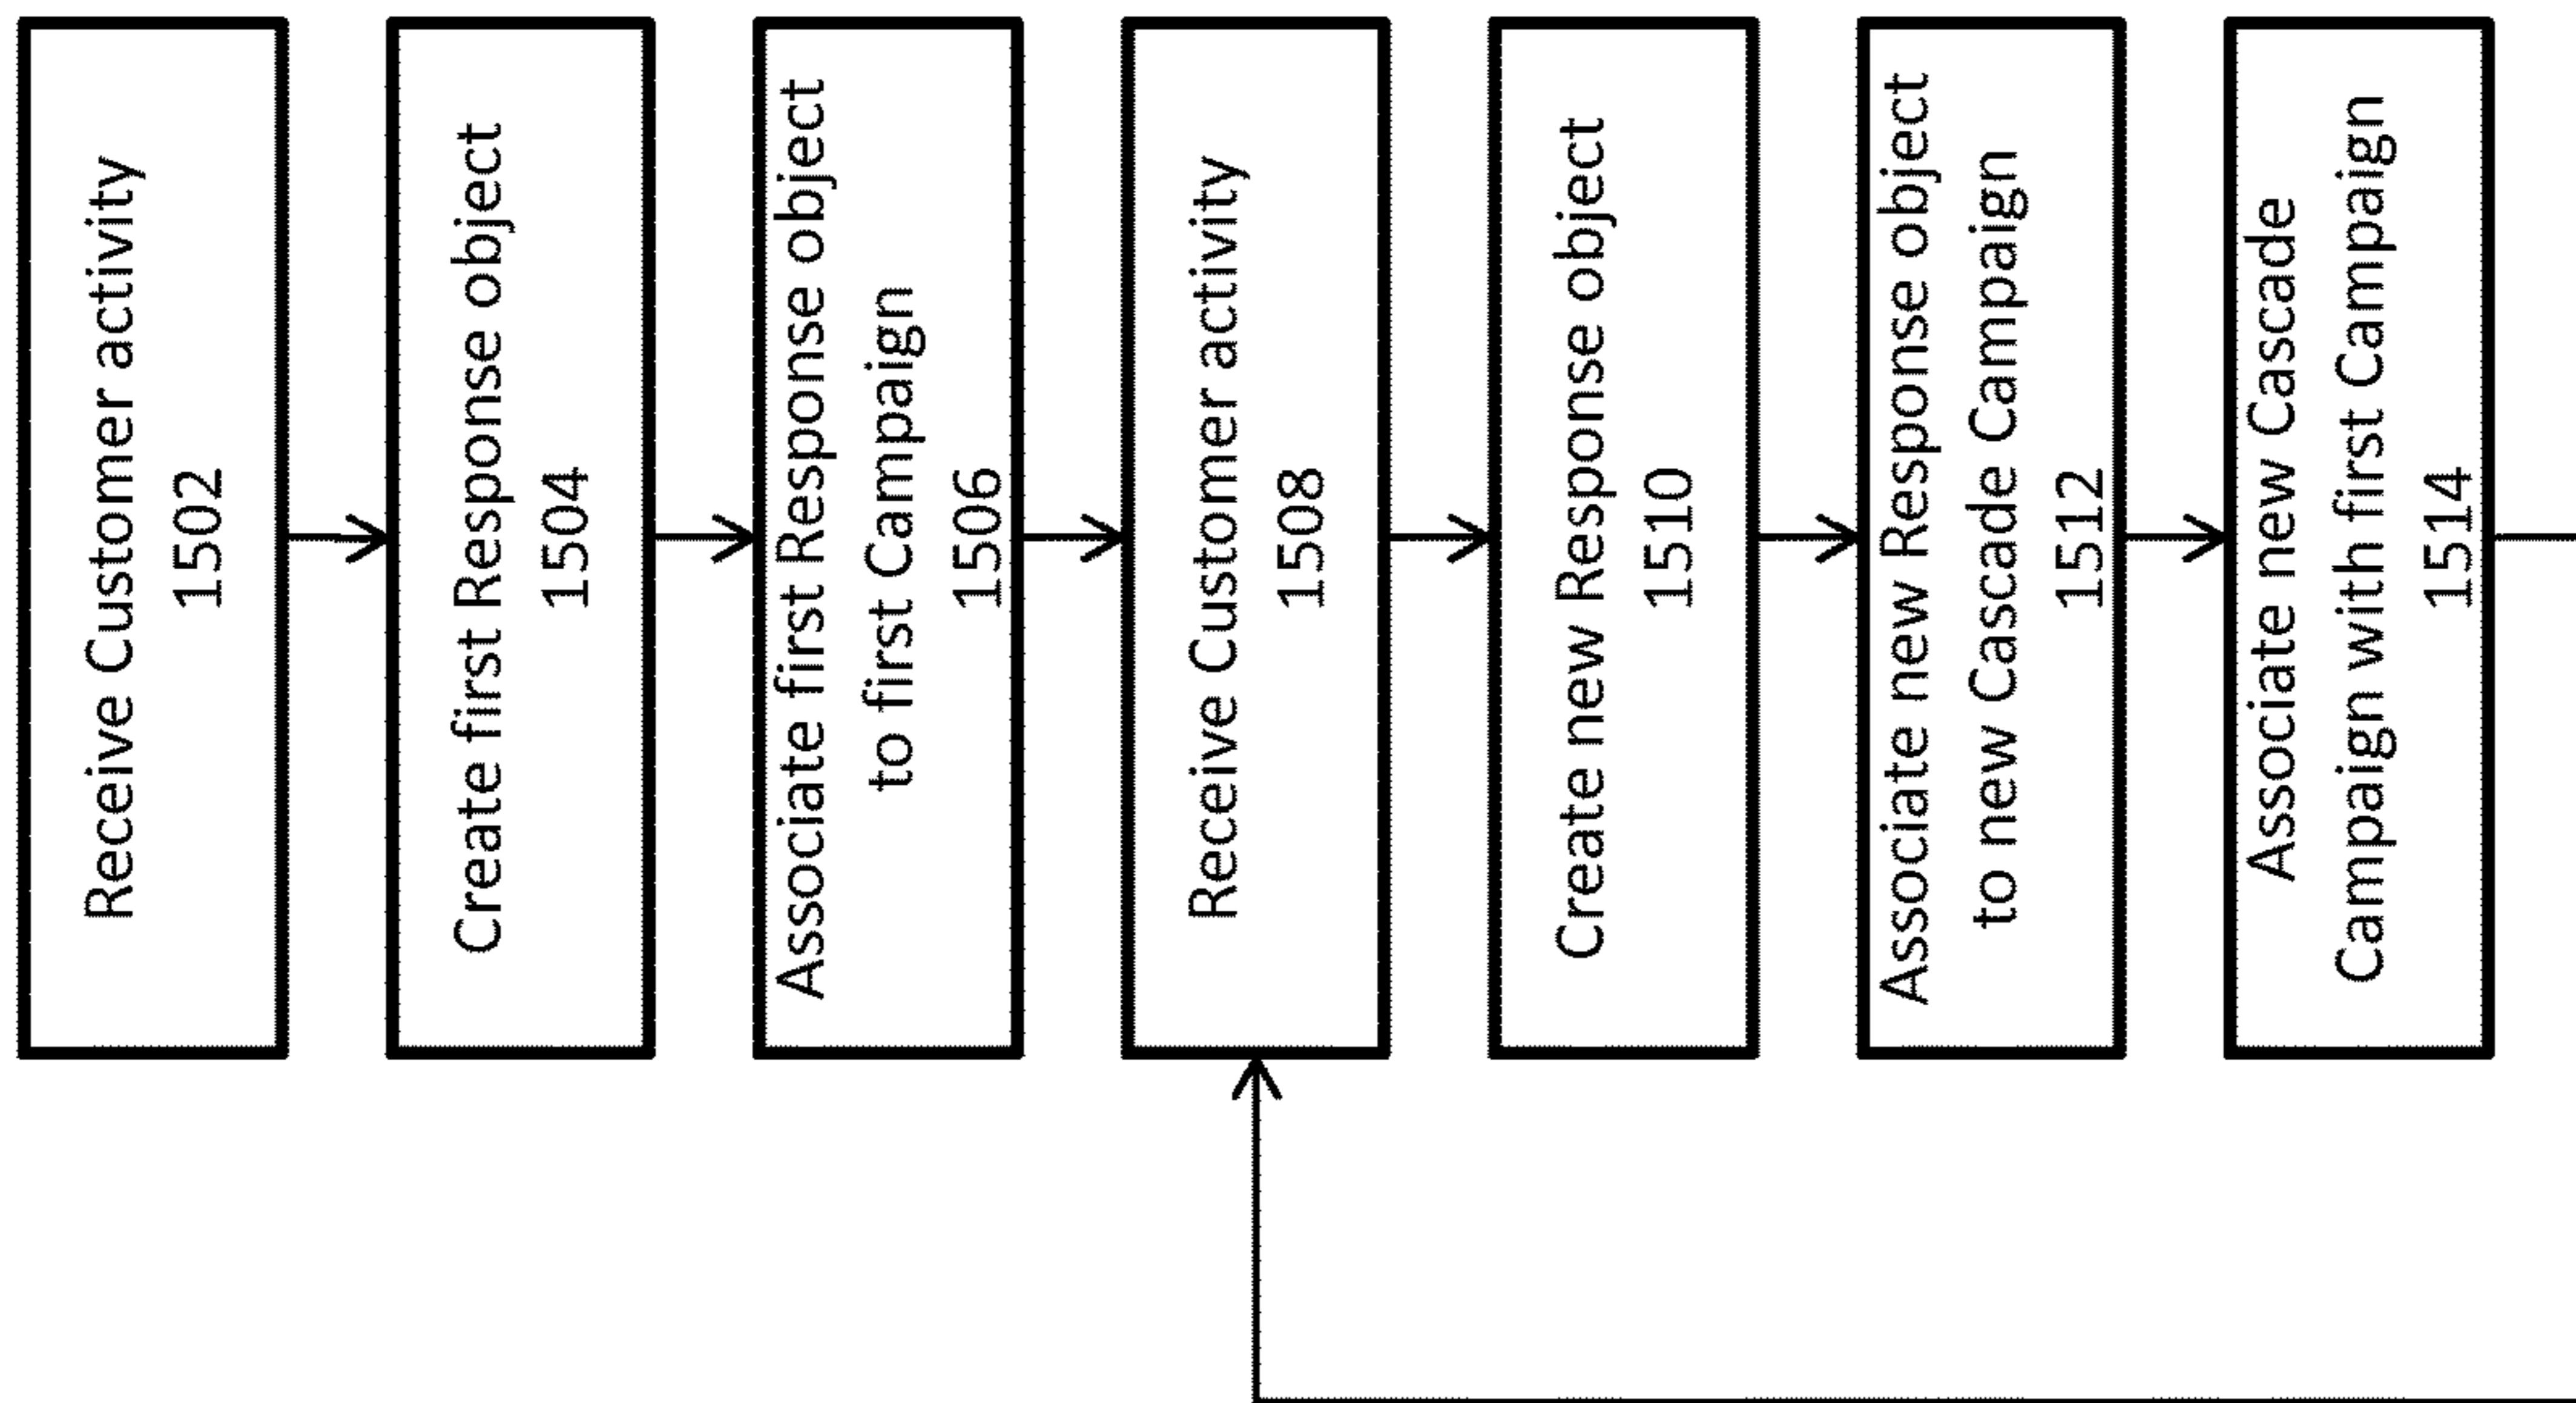 Receive Customer activity
1502
Create first Response object
1504
Associate first Response object
to first Campaign
1506
Receive Customer activity
1508
Create new Response object
1510
Associate new Response object
to new Cascade Campaign
1512
Associate new Cascade
Campaign with first Campaign
1514